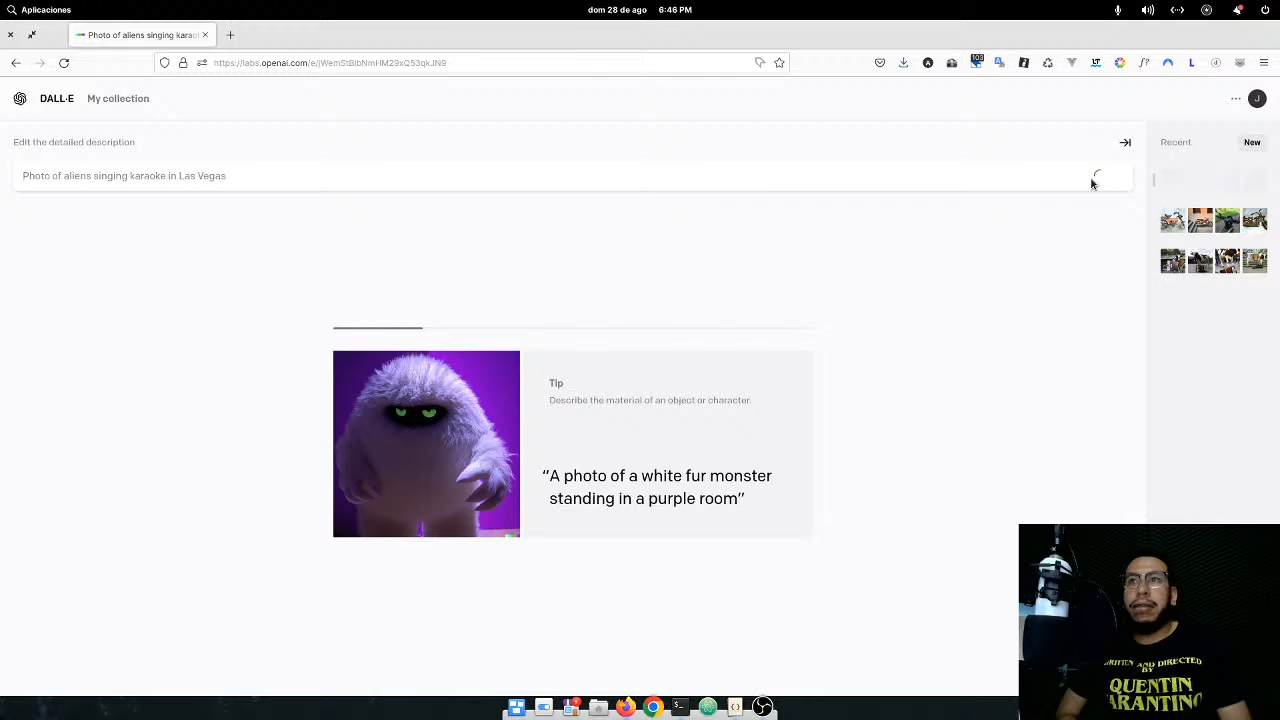 Aplicaciones
dom 28 de ago
6:46 PM
Photo of aliens singing karao
https://labs.openai.com/e/jWemStBlbNmHM29xQ53qkJN9
103
DALL·E
My collection
J
Edit the detailed description
Recent
New
Photo of aliens singing karaoke in Las Vegas
Tip
Describe the material of an object or character.
“A photo of a white fur monster
standing in a purple room”
WRITTEN AND DIRECTED
BY
QUENTIN
TARANTINO